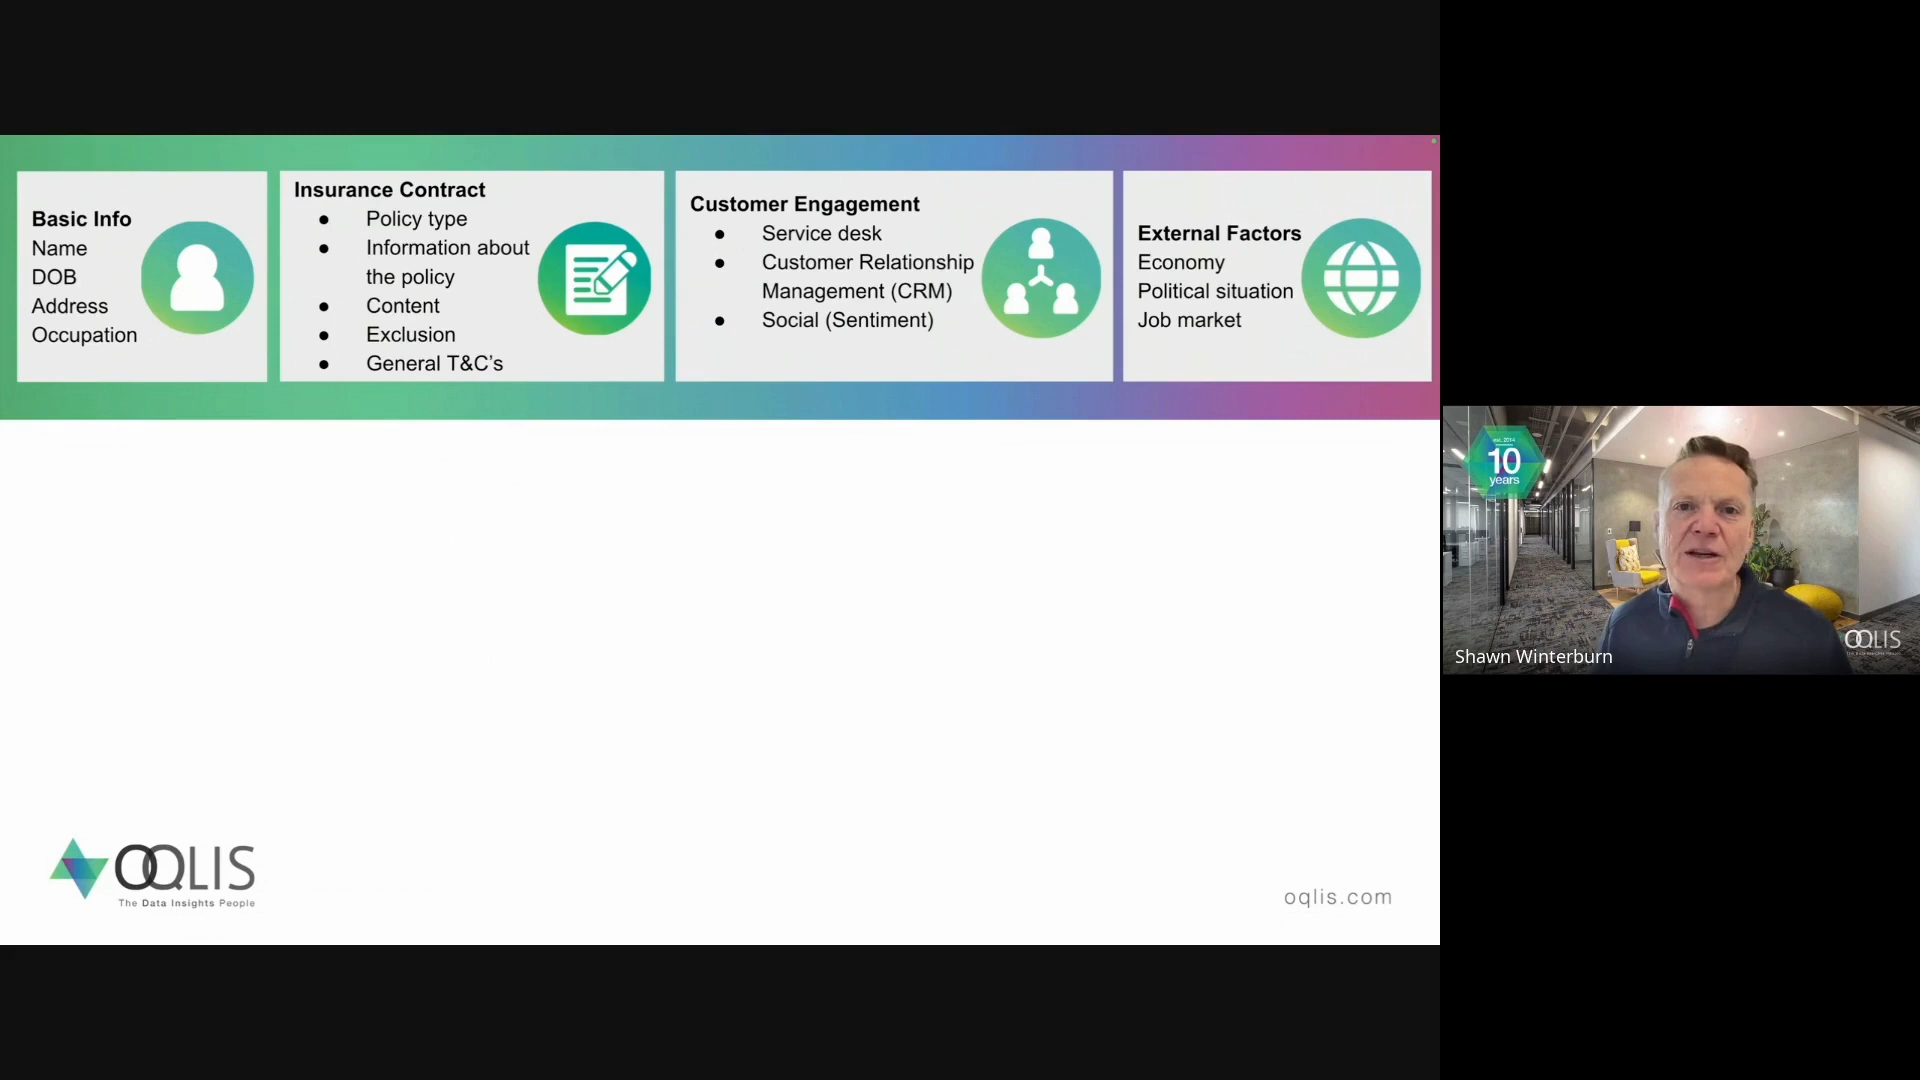 Basic Info
Name
DOB
Address
Occupation
Insurance Contract
● Policy type
● Information about
the policy
● Content
● Exclusion
● General T&C’s
Customer Engagement
● Service desk
● Customer Relationship
Management (CRM)
● Social (Sentiment)
External Factors
Economy
Political situation
Job market
est. 2014
10
years
OQLIS
Shawn Winterburn
OQLIS
The Data Insights People
oqlis.com